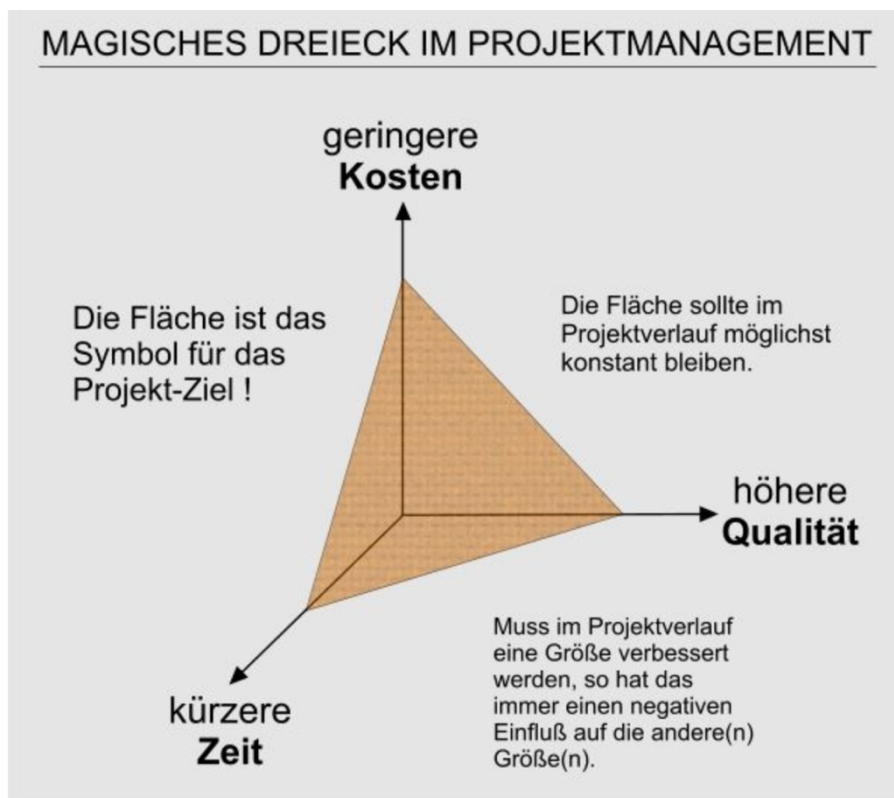 MAGISCHES DREIECK IM PROJEKTMANAGEMENT
geringere
Kosten
Die Fläche ist das
Symbol für das
Projekt-Ziel !
Die Fläche sollte im
Projektverlauf möglichst
konstant bleiben.
höhere
Qualität
Muss im Projektverlauf
eine Größe verbessert
werden, so hat das
immer einen negativen
Einfluß auf die andere(n)
Größe(n).
kürzere
Zeit